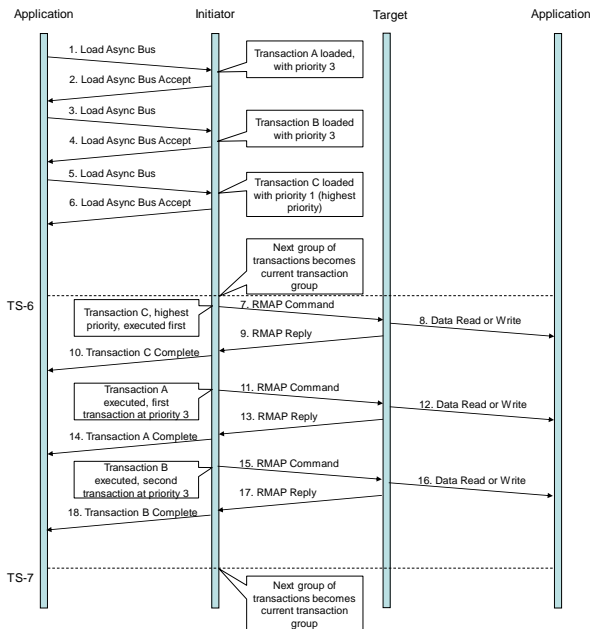 Application
Initiator
Target
Application
1. Load Async Bus
Transaction A loaded,
with priority 3
2. Load Async Bus Accept
3. Load Async Bus
Transaction B loaded
with priority 3
4. Load Async Bus Accept
5. Load Async Bus
Transaction C loaded
with priority 1 (highest
priority)
6. Load Async Bus Accept
Next group of
transactions becomes
current transaction
group
TS-6
7. RMAP Command
Transaction C, highest
priority, executed first
8. Data Read or Write
9. RMAP Reply
10. Transaction C Complete
11. RMAP Command
Transaction A
executed, first
transaction at priority 3
12. Data Read or Write
13. RMAP Reply
14. Transaction A Complete
15. RMAP Command
Transaction B
executed, second
transaction at priority 3
16. Data Read or Write
17. RMAP Reply
18. Transaction B Complete
TS-7
Next group of
transactions becomes
current transaction
group